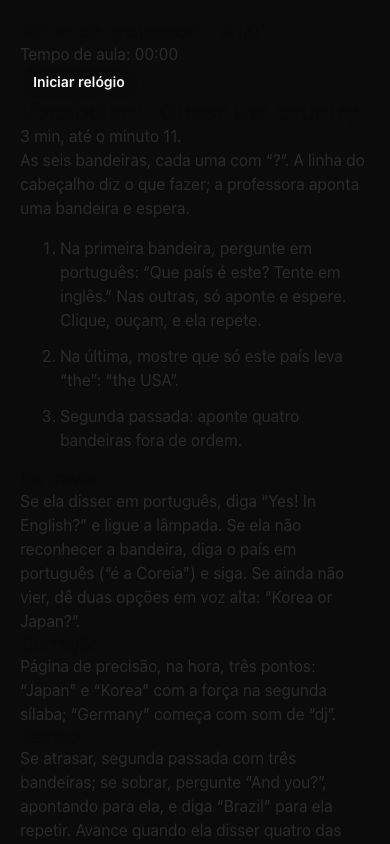 Tempo de aula: 00:00
Iniciar relógio
3 min, até o minuto 11.
As seis bandeiras, cada uma com “?”. A linha do
cabeçalho diz o que fazer; a professora aponta
uma bandeira e espera.
1. Na primeira bandeira, pergunte em
português: “Que país é este? Tente em
inglês.” Nas outras, só aponte e espere.
Clique, ouçam, e ela repete.
2. Na última, mostre que só este país leva
“the”: “the USA”.
3. Segunda passada: aponte quatro
bandeiras fora de ordem.
Se ela disser em português, diga “Yes! In
English?” e ligue a lâmpada. Se ela não
reconhecer a bandeira, diga o país em
português (“é a Coreia”) e siga. Se ainda não
vier, dê duas opções em voz alta: “Korea or
Japan?”.
Página de precisão, na hora, três pontos:
“Japan” e “Korea” com a força na segunda
sílaba; “Germany” começa com som de “dj”.
Se atrasar, segunda passada com três
bandeiras; se sobrar, pergunte “And you?”,
apontando para ela, e diga “Brazil” para ela
repetir. Avance quando ela disser quatro das